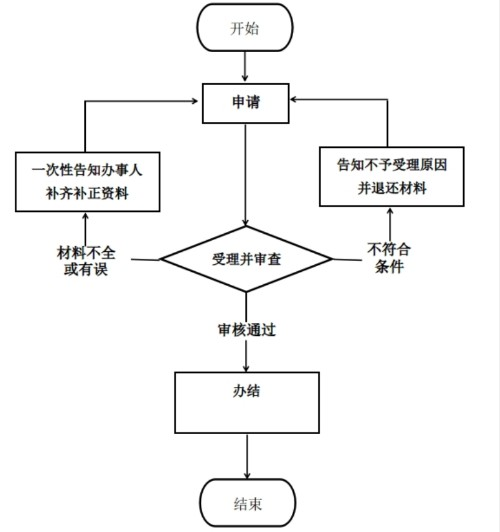 开始
申请
一次性告知办事人
补齐补正资料
告知不予受理原因
并退还材料
材料不全
或有误
受理并审查
不符合
条件
审核通过
办结
结束